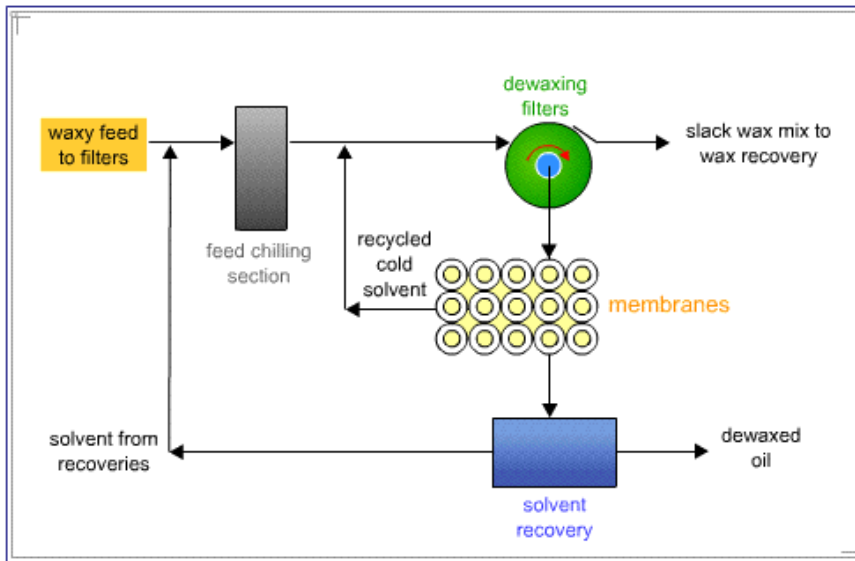 dewaxing
filters
waxy feed
to filters
slack wax mix to
wax recovery
feed chilling
section
recycled
cold
solvent
membranes
solvent from
recoveries
dewaxed
oil
solvent
recovery